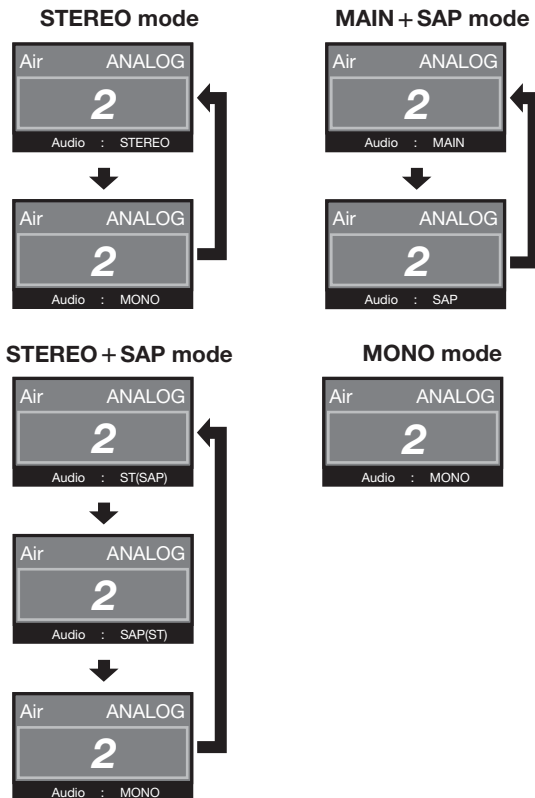 STEREO mode
Air ANALOG
2
Audio : STEREO
Air ANALOG
2
Audio : MONO
MAIN+SAP mode
Air ANALOG
2
Audio : MAIN
Air ANALOG
2
Audio : SAP
STEREO+SAP mode
Air ANALOG
2
Audio : ST(SAP)
Air ANALOG
2
Audio : SAP(ST)
Air ANALOG
2
Audio : MONO
MONO mode
Air ANALOG
2
Audio : MONO